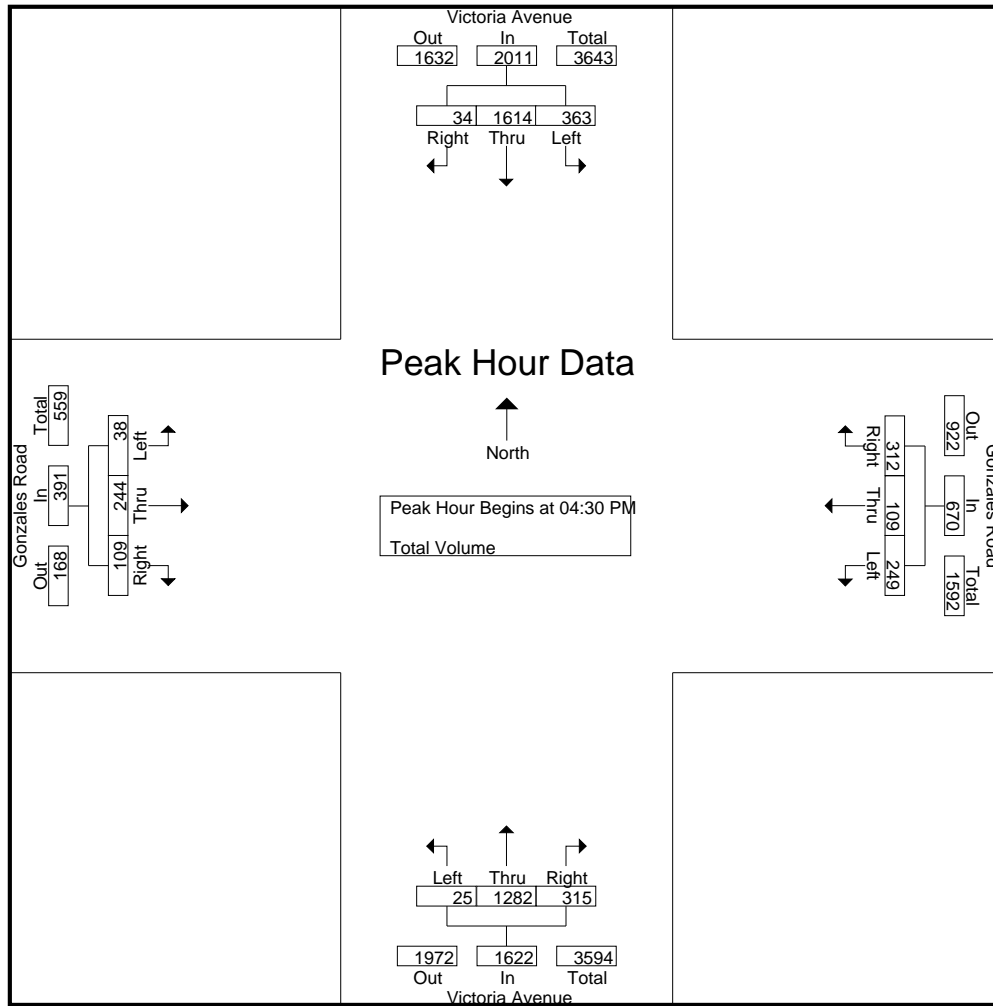 Victoria Avenue
Out In Total
1632 2011 3643
34 1614 363
Right Thru Left
Peak Hour Data
North
Peak Hour Begins at 04:30 PM
Total Volume
Gonzales Road
Out In Total
168 391 559
109 244 38
Right Thru Left
Gonzales Road
Out In Total
922 670 1592
312 109 249
Right Thru Left
Left Thru Right
25 1282 315
1972 1622 3594
Out In Total
Victoria Avenue